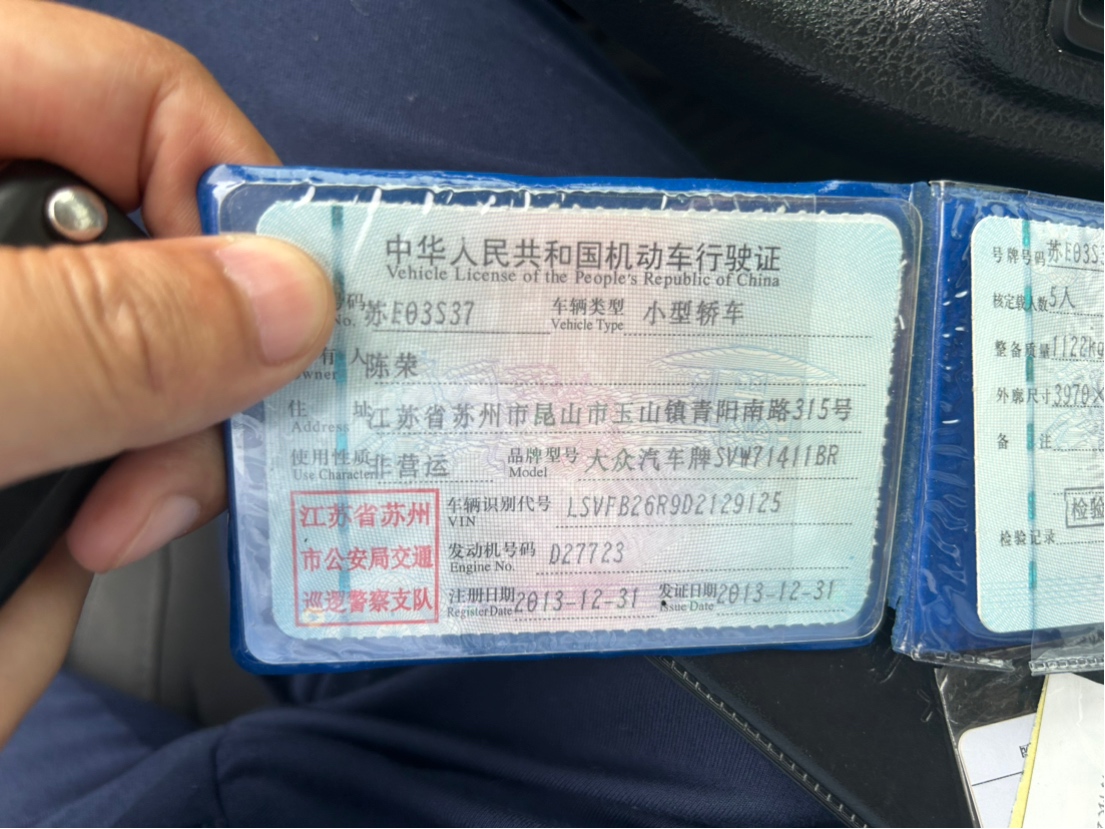 中华人民共和国机动车行驶证
Vehicle License of the People's Republic of China
号码 苏E03S37 车辆类型 小型轿车
No. Vehicle Type
有 人 陈荣
wner
住 址 江苏省苏州市昆山市玉山镇青阳南路315号
Address
使用性质 非营运 品牌型号 大众汽车牌SVW71411BR
Use Character Model
江苏省苏州
市公安局交通
巡逻警察支队
车辆识别代号 LSVFB26R9D2129125
VIN
发动机号码 D27723
Engine No.
注册日期 2013-12-31 发证日期 2013-12-31
Register Date Issue Date
号牌号码 苏E03S3
核定载人数 5人
整备质量 1122kg
外廓尺寸 3970×
备 注
检验
检验记录